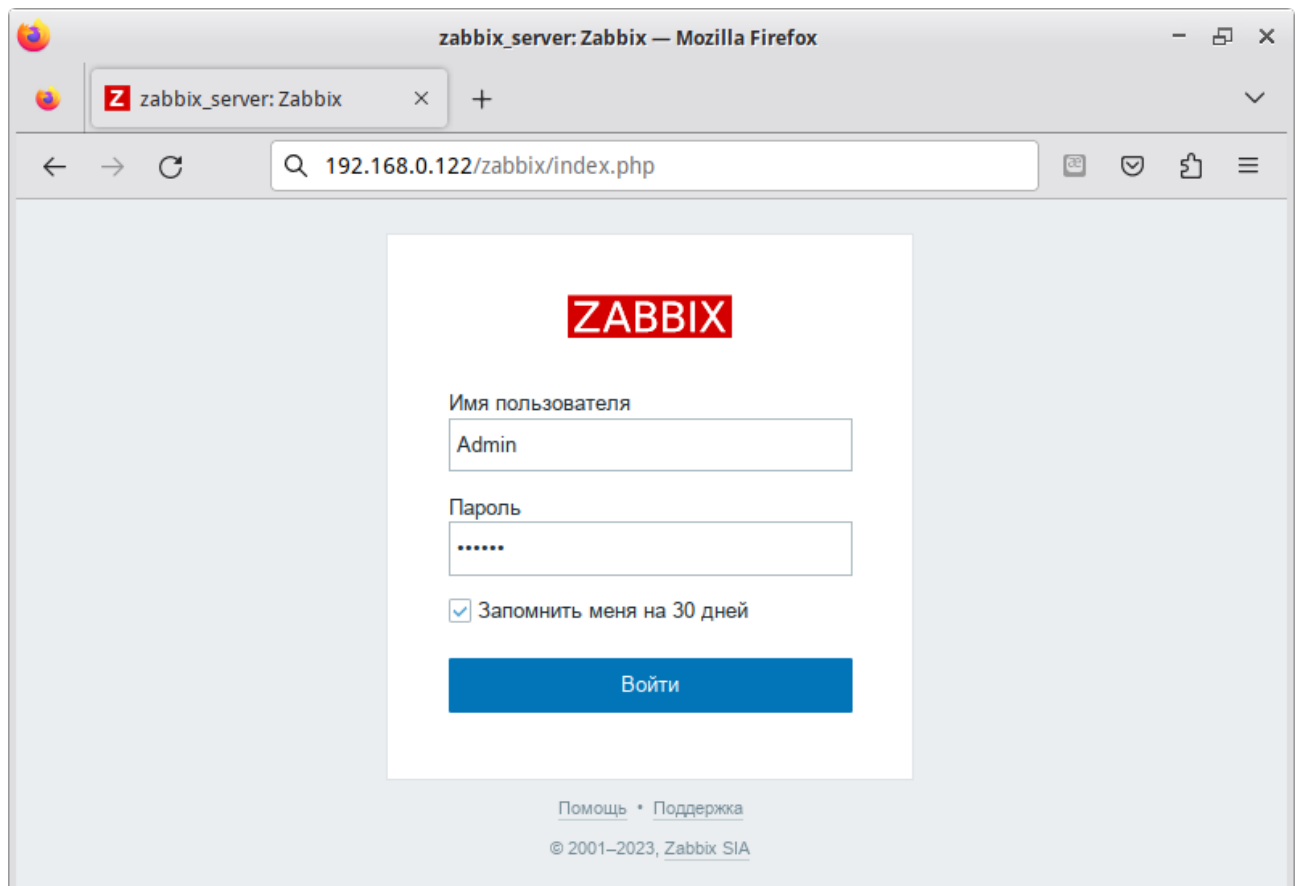 zabbix_server: Zabbix — Mozilla Firefox
Z zabbix_server: Zabbix
192.168.0.122/zabbix/index.php
ZABBIX
Имя пользователя
Admin
Пароль
••••••
Запомнить меня на 30 дней
Войти
Помощь • Поддержка
© 2001–2023, Zabbix SIA